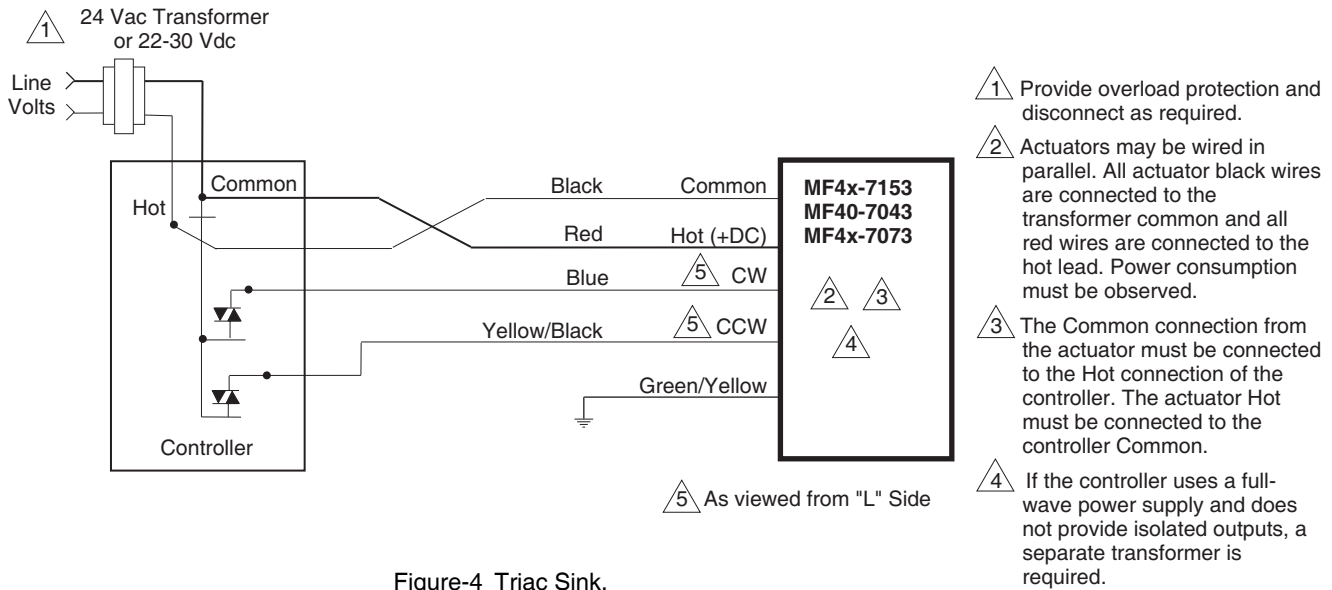 1
24 Vac Transformer
or 22-30 Vdc
Line
Volts
Common
Hot
Controller
Black
Common
Red
Hot (+DC)
Blue
5 CW
Yellow/Black
5 CCW
Green/Yellow
MF4x-7153
MF40-7043
MF4x-7073
2 3
4
5 As viewed from "L" Side
1 Provide overload protection and
disconnect as required.
2 Actuators may be wired in
parallel. All actuator black wires
are connected to the
transformer common and all
red wires are connected to the
hot lead. Power consumption
must be observed.
3 The Common connection from
the actuator must be connected
to the Hot connection of the
controller. The actuator Hot
must be connected to the
controller Common.
4 If the controller uses a full-
wave power supply and does
not provide isolated outputs, a
separate transformer is
required.
Figure-4 Triac Sink.